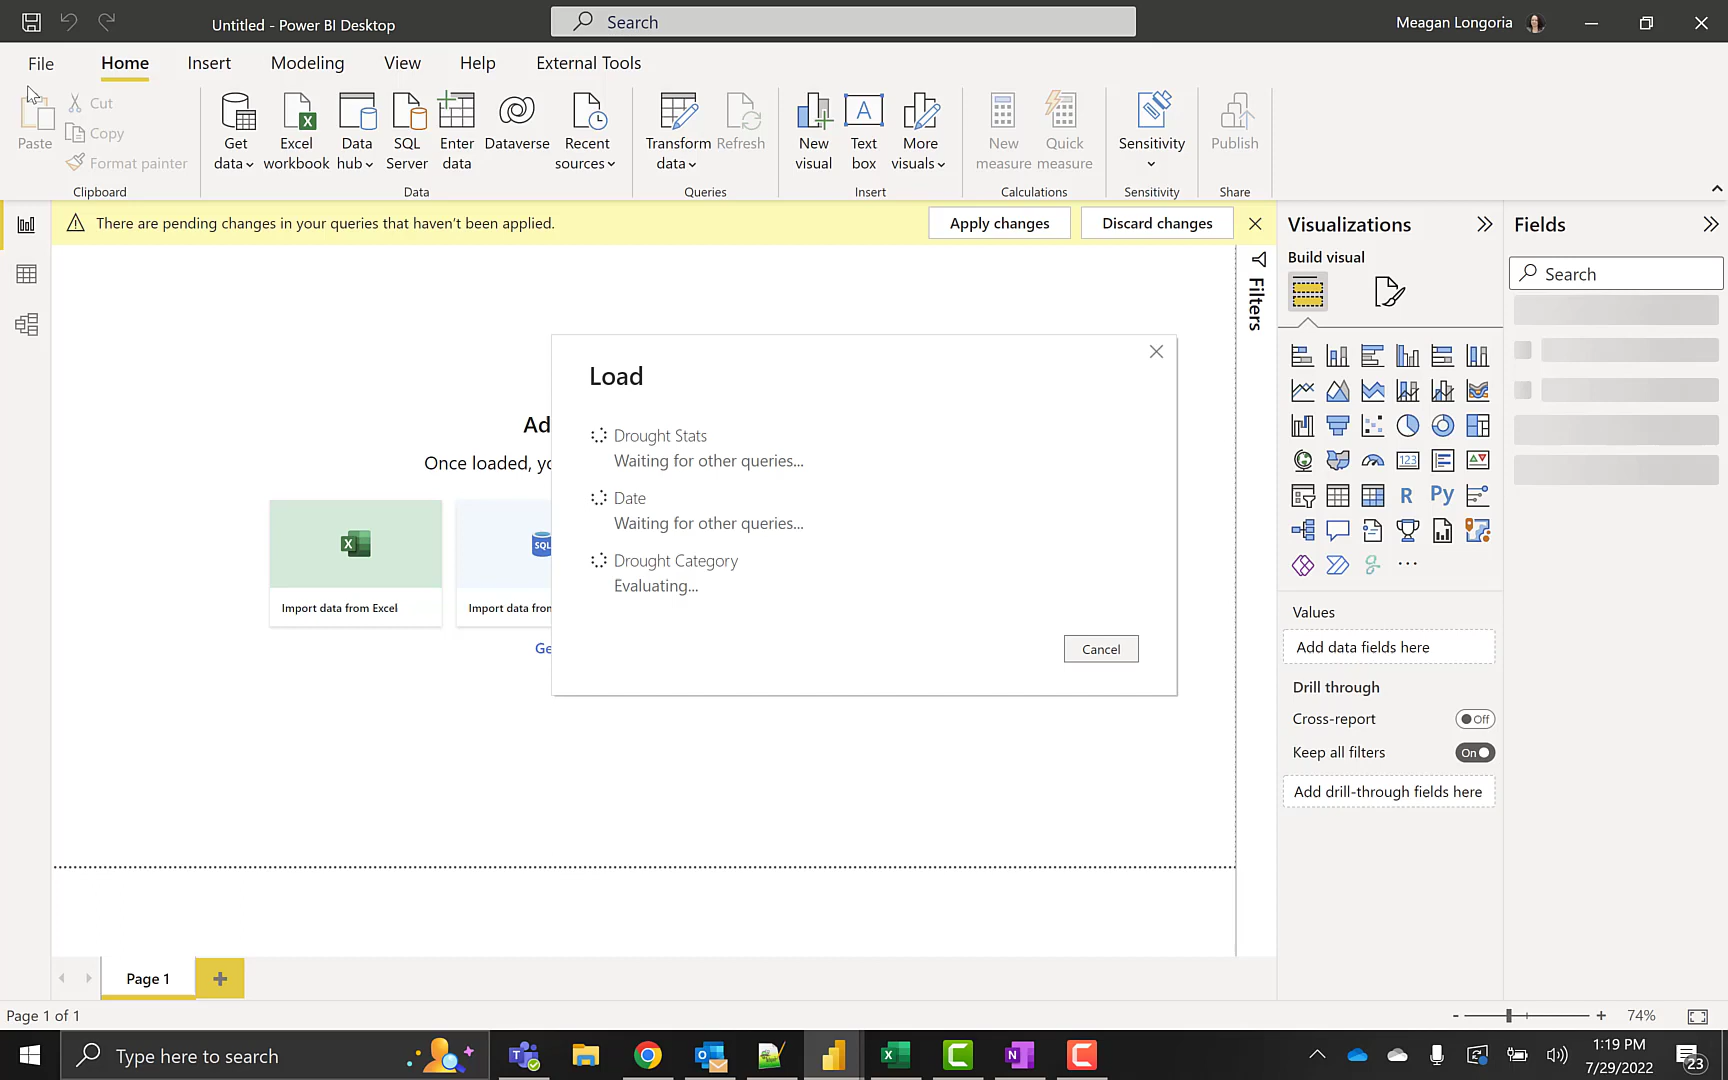 Untitled - Power BI Desktop
Search
Meagan Longoria
File
Home
Insert
Modeling
View
Help
External Tools
Paste
Cut
Copy
Format painter
Clipboard
Get data
Excel workbook
Data hub
SQL Server
Enter data
Dataverse
Recent sources
Data
Transform data
Refresh
Queries
New visual
A
Text box
More visuals
Insert
New measure
Quick measure
Calculations
Sensitivity
Sensitivity
Publish
Share
There are pending changes in your queries that haven't been applied.
Apply changes
Discard changes
Filters
Ad
Once loaded, yo
Import data from Excel
SQL
Import data from
Ge
Load
Drought Stats
Waiting for other queries...
Date
Waiting for other queries...
Drought Category
Evaluating...
Cancel
Visualizations
Build visual
123
R
Py
...
Values
Add data fields here
Drill through
Cross-report
Off
Keep all filters
On
Add drill-through fields here
Fields
Search
Page 1
+
Page 1 of 1
-
+
74%
Type here to search
1:19 PM
7/29/2022
23